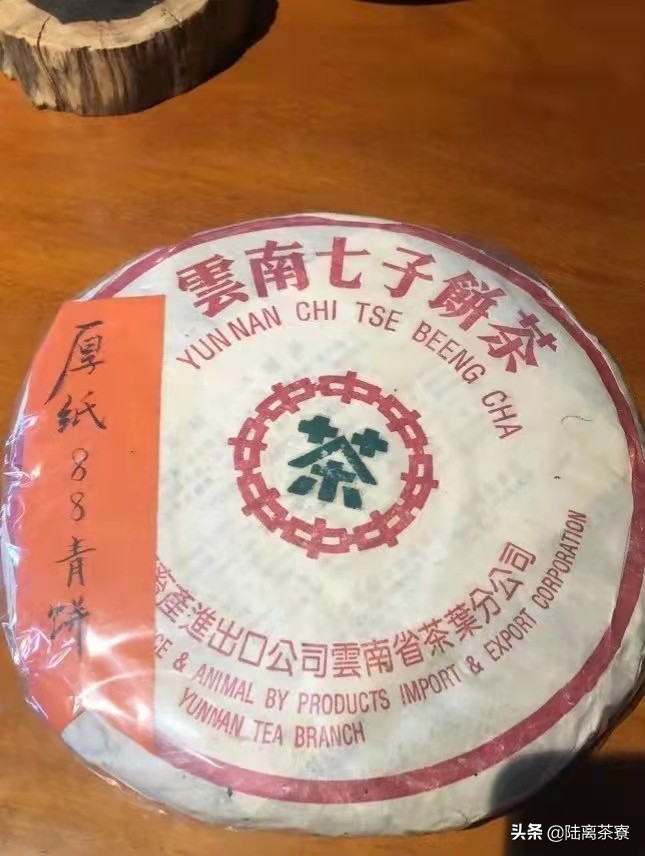 雲南七子餅茶
YUNNAN CHI TSE BEENG CHA
茶
厚纸88青饼
畜產進出口公司雲南省茶葉分公司
CE & ANIMAL BY PRODUCTS IMPORT & EXPORT CORPORATION
YUNNAN TEA BRANCH
头条 @陆离茶寮